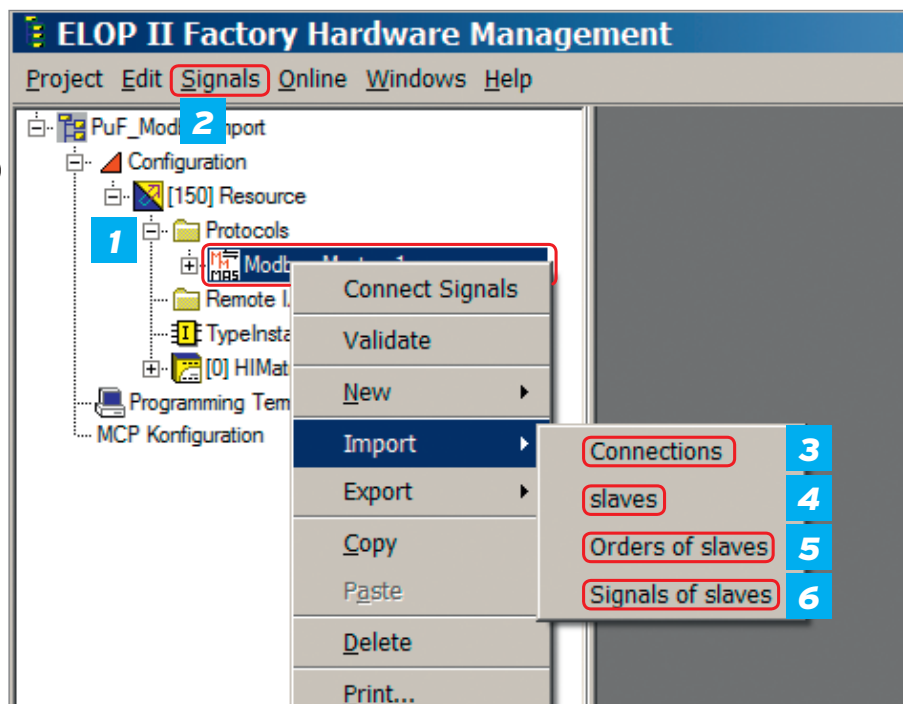 ELOP II Factory Hardware Management
Project Edit Signals Online Windows Help
2
PuF_Mod mport
Configuration
[150] Resource
1
Protocols
Modb
Remote I.
TypeInsta
[0] HIMat
Programming Tem
MCP Konfiguration
Connect Signals
Validate
New
Import
Export
Copy
Paste
Delete
Print...
Connections 3
slaves 4
Orders of slaves 5
Signals of slaves 6